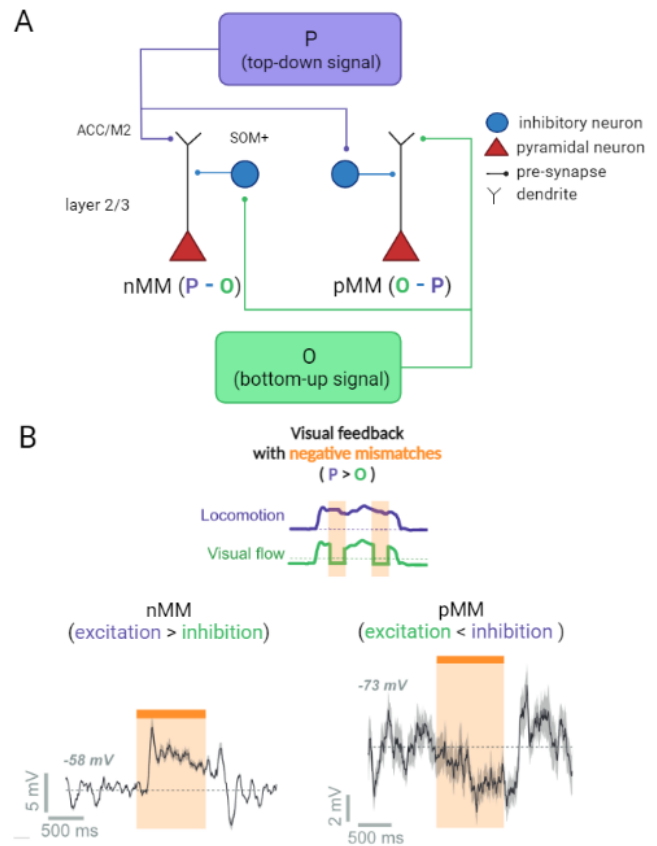 A
P
(top-down signal)
ACC/M2
SOM+
inhibitory neuron
pyramidal neuron
pre-synapse
dendrite
layer 2/3
nMM (P - O)
pMM (O - P)
O
(bottom-up signal)
B
Visual feedback
with negative mismatches
( P > O )
Locomotion
Visual flow
nMM
(excitation > inhibition)
pMM
(excitation < inhibition )
-58 mV
5 mV
500 ms
-73 mV
2 mV
500 ms